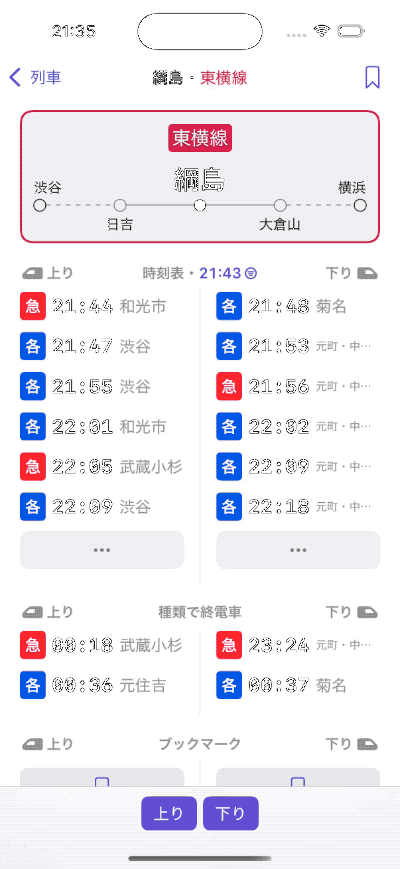 21:35
列車
綱島・東横線
東横線
綱島
渋谷
横浜
日吉
大倉山
上り
時刻表・21:43
下り
急 21:44 和光市
各 21:48 菊名
各 21:47 渋谷
各 21:53 元町・中…
各 21:55 渋谷
急 21:56 元町・中…
各 22:01 和光市
各 22:02 元町・中…
急 22:05 武蔵小杉
各 22:09 元町・中…
各 22:09 渋谷
各 22:18 元町・中…
…
…
上り
種類で終電車
下り
急 00:18 武蔵小杉
急 23:24 元町・中…
各 00:36 元住吉
各 00:37 菊名
上り
ブックマーク
下り
上り
下り